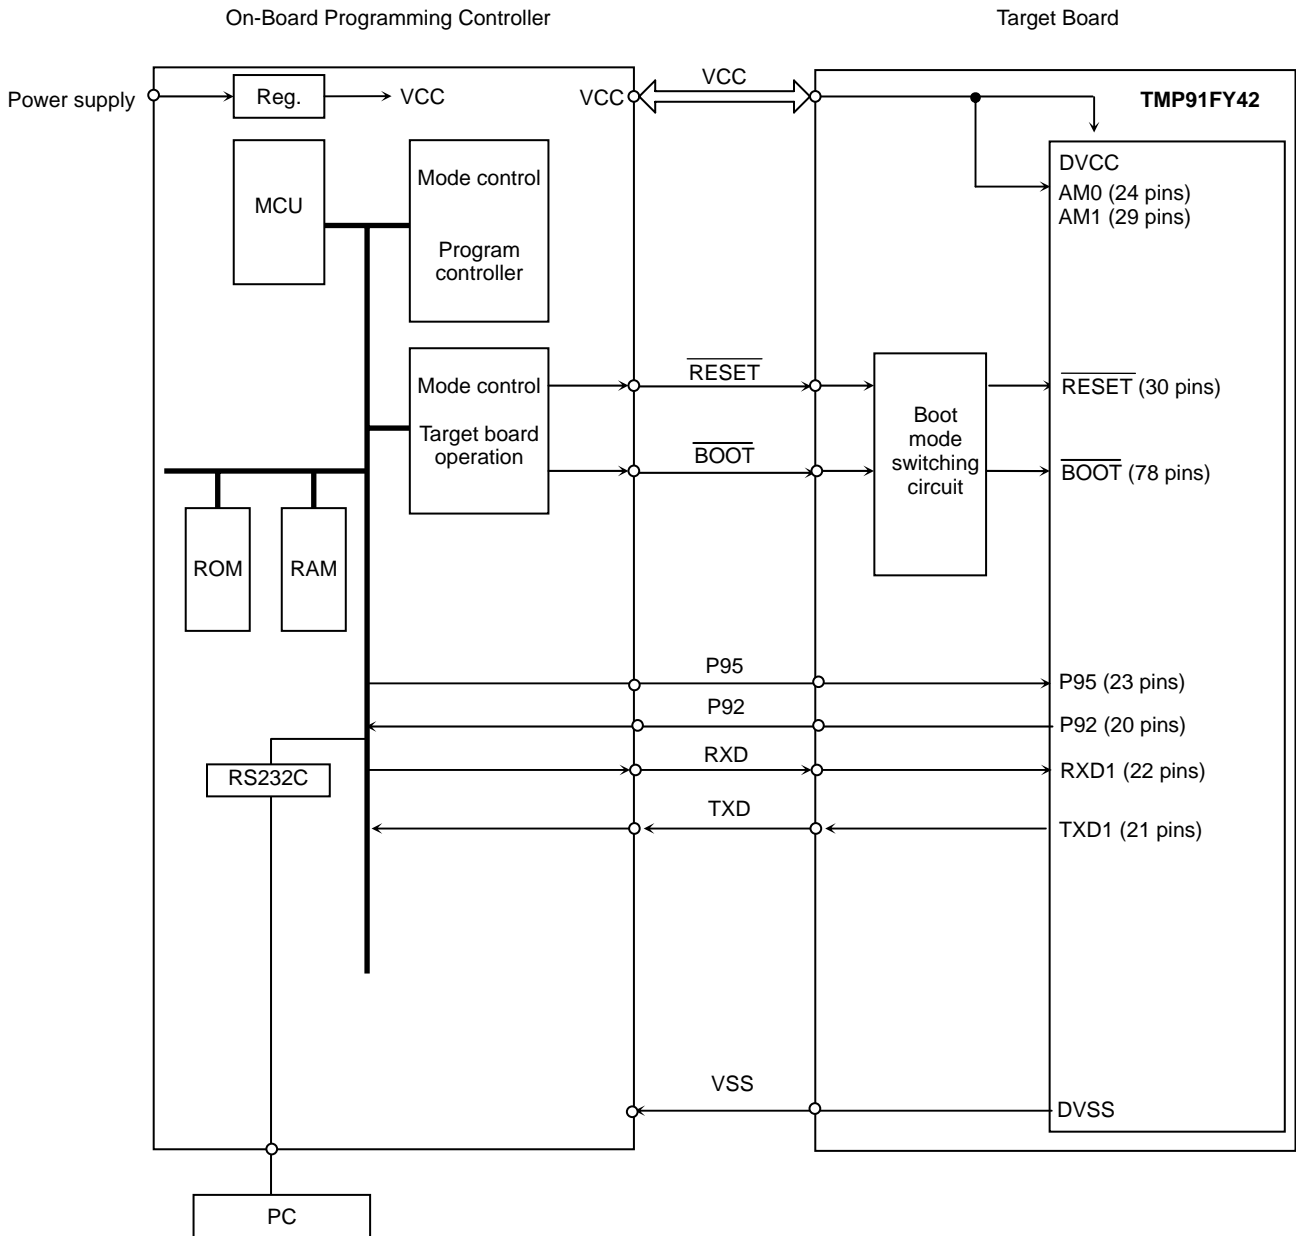 On-Board Programming Controller
Target Board
Power supply
Reg.
VCC
VCC
VCC
TMP91FY42
MCU
Mode control
Program
controller
DVCC
AM0 (24 pins)
AM1 (29 pins)
Mode control
Target board
operation
RESET
BOOT
Boot
mode
switching
circuit
RESET (30 pins)
BOOT (78 pins)
ROM
RAM
P95
P95 (23 pins)
P92
P92 (20 pins)
RS232C
RXD
RXD1 (22 pins)
TXD
TXD1 (21 pins)
VSS
DVSS
PC